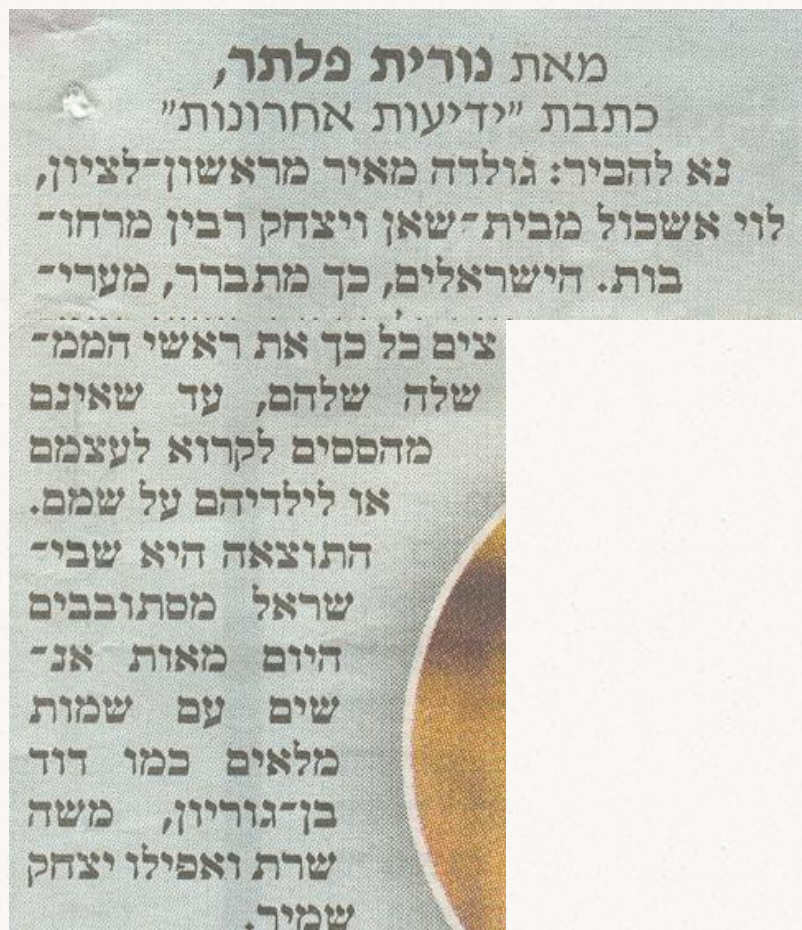 מאת נורית פלתר,
כתבת "ידיעות אחרונות"
נא להכיר: גולדה מאיר מראשון־לציון,
לוי אשכול מבית־שאן ויצחק רבין מרחו־
בות. הישראלים, כך מתברר, מערי־
צים כל כך את ראשי הממ־
שלה שלהם, עד שאינם
מהססים לקרוא לעצמם
או לילדיהם על שמם.
התוצאה היא שבי־
שראל מסתובבים
היום מאות אנ־
שים עם שמות
מלאים כמו דוד
בן־גוריון, משה
שרת ואפילו יצחק
שמיר.